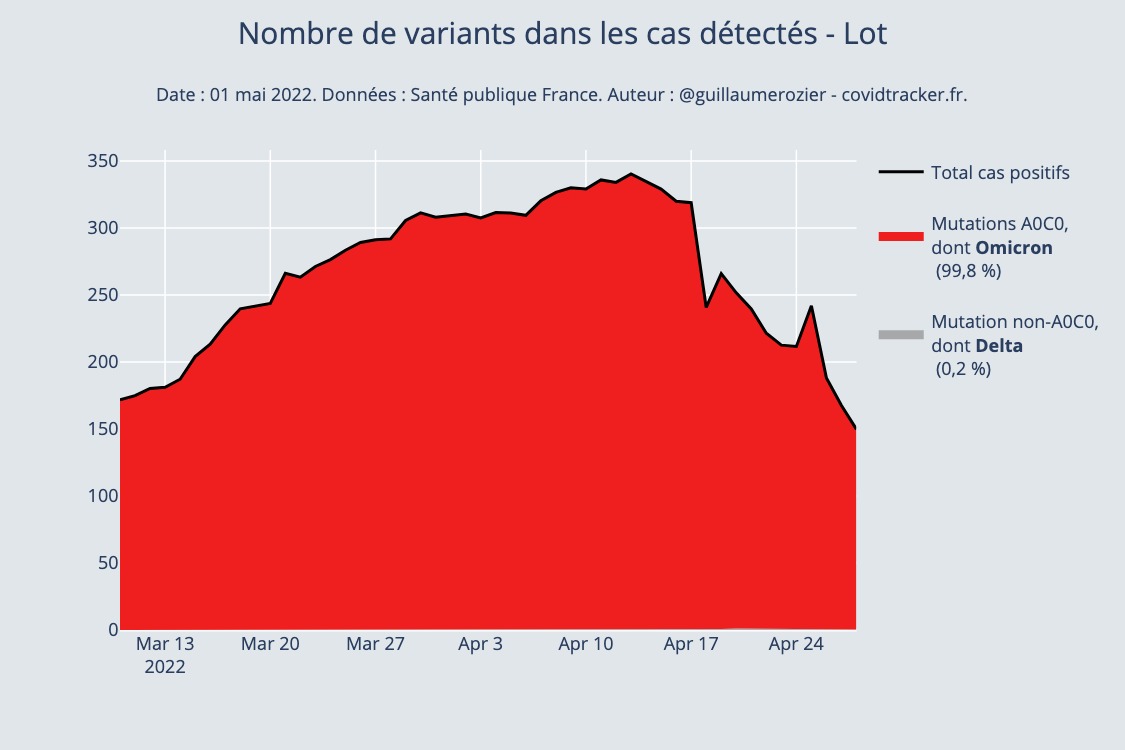 Nombre de variants dans les cas détectés - Lot
Date : 01 mai 2022. Données : Santé publique France. Auteur : @guillaumerozier - covidtracker.fr.
350
300
250
200
150
100
50
0
Mar 13
2022
Mar 20
Mar 27
Apr 3
Apr 10
Apr 17
Apr 24
Total cas positifs
Mutations A0C0,
dont Omicron
(99,8 %)
Mutation non-A0C0,
dont Delta
(0,2 %)